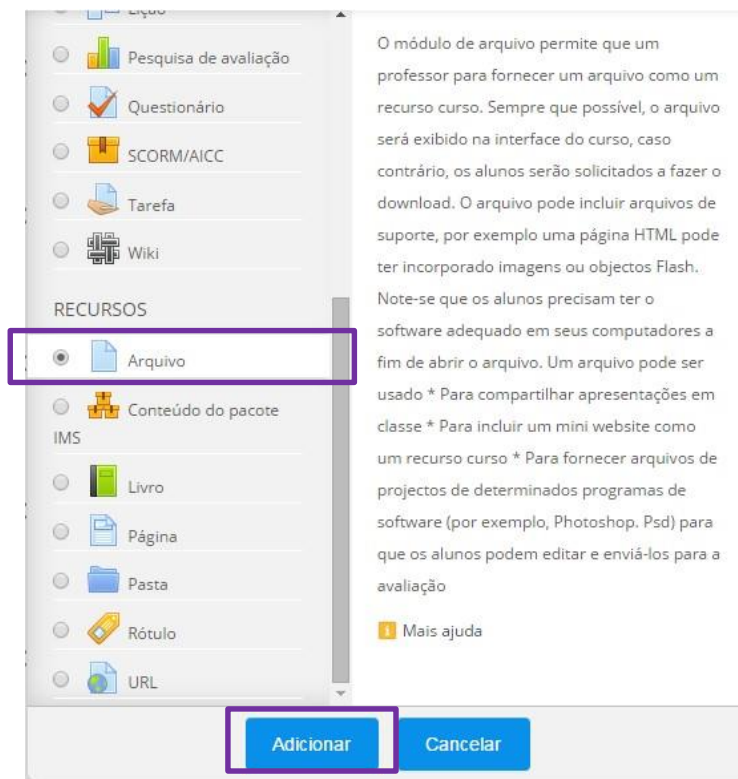 Lição
Pesquisa de avaliação
Questionário
SCORM/AICC
Tarefa
Wiki
RECURSOS
Arquivo
Conteúdo do pacote
IMS
Livro
Página
Pasta
Rótulo
URL
O módulo de arquivo permite que um
professor para fornecer um arquivo como um
recurso curso. Sempre que possível, o arquivo
será exibido na interface do curso, caso
contrário, os alunos serão solicitados a fazer o
download. O arquivo pode incluir arquivos de
suporte, por exemplo uma página HTML pode
ter incorporado imagens ou objectos Flash.
Note-se que os alunos precisam ter o
software adequado em seus computadores a
fim de abrir o arquivo. Um arquivo pode ser
usado * Para compartilhar apresentações em
classe * Para incluir um mini website como
um recurso curso * Para fornecer arquivos de
projectos de determinados programas de
software (por exemplo, Photoshop. Psd) para
que os alunos podem editar e enviá-los para a
avaliação
Mais ajuda
Adicionar
Cancelar